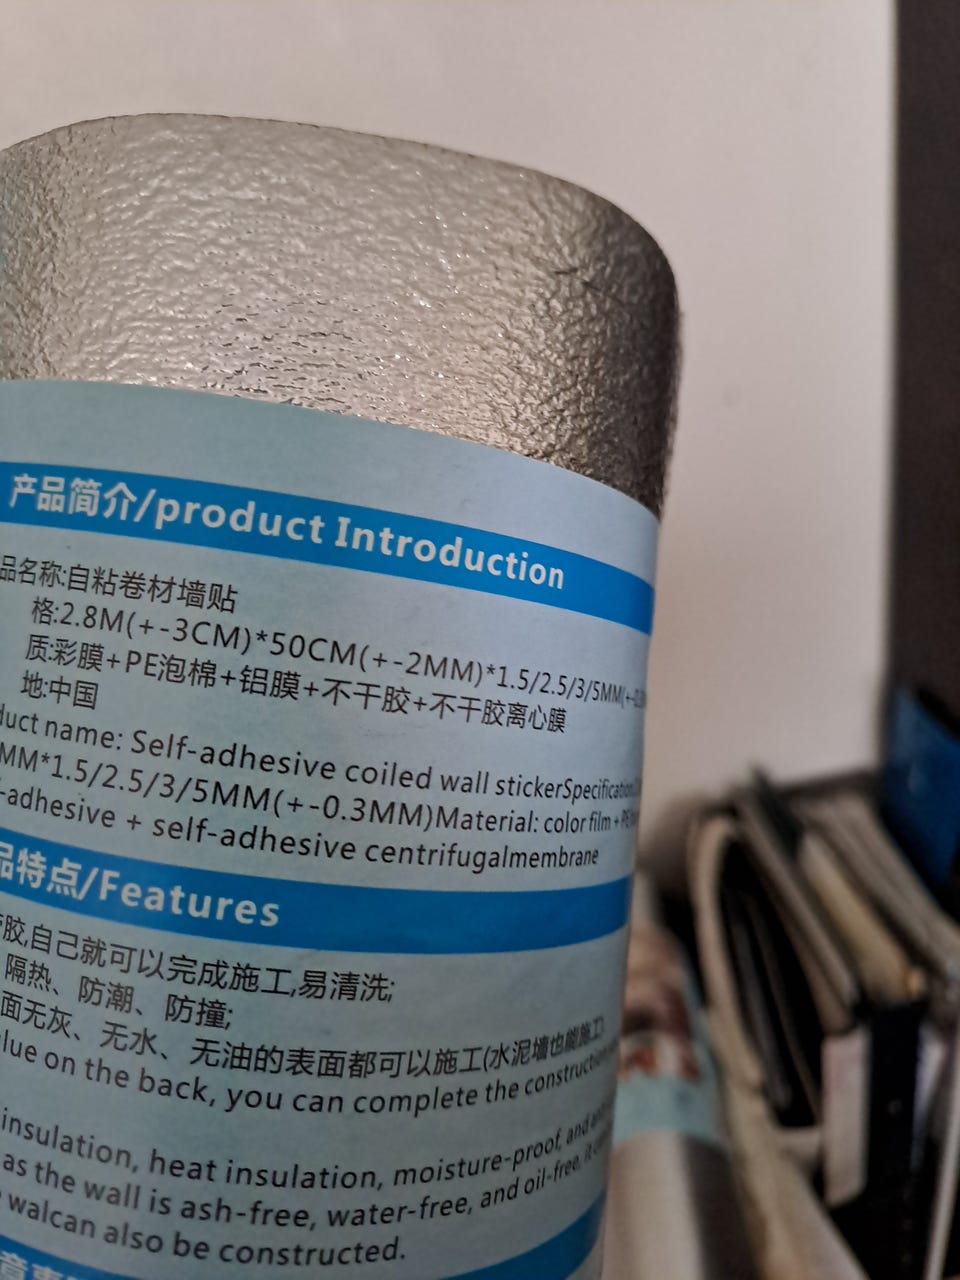 产品简介/product Introduction
品名称:自粘卷材墙贴
格:2.8M(+-3CM)*50CM(+-2MM)*1.5/2.5/3/5MM(+-
质:彩膜+PE泡棉+铝膜+不干胶+不干胶离心膜
地:中国
duct name: Self-adhesive coiled wall stickerSpecification
MM*1.5/2.5/3/5MM(+-0.3MM)Material: color film + PE
-adhesive + self-adhesive centrifugalmembrane
品特点/Features
胶,自己就可以完成施工,易清洗;
隔热、防潮、防撞;
面无灰、无水、无油的表面都可以施工(水泥墙也能施工)
glue on the back, you can complete the construction
insulation, heat insulation, moisture-proof, and
as the wall is ash-free, water-free, and oil-free, it
walcan also be constructed.